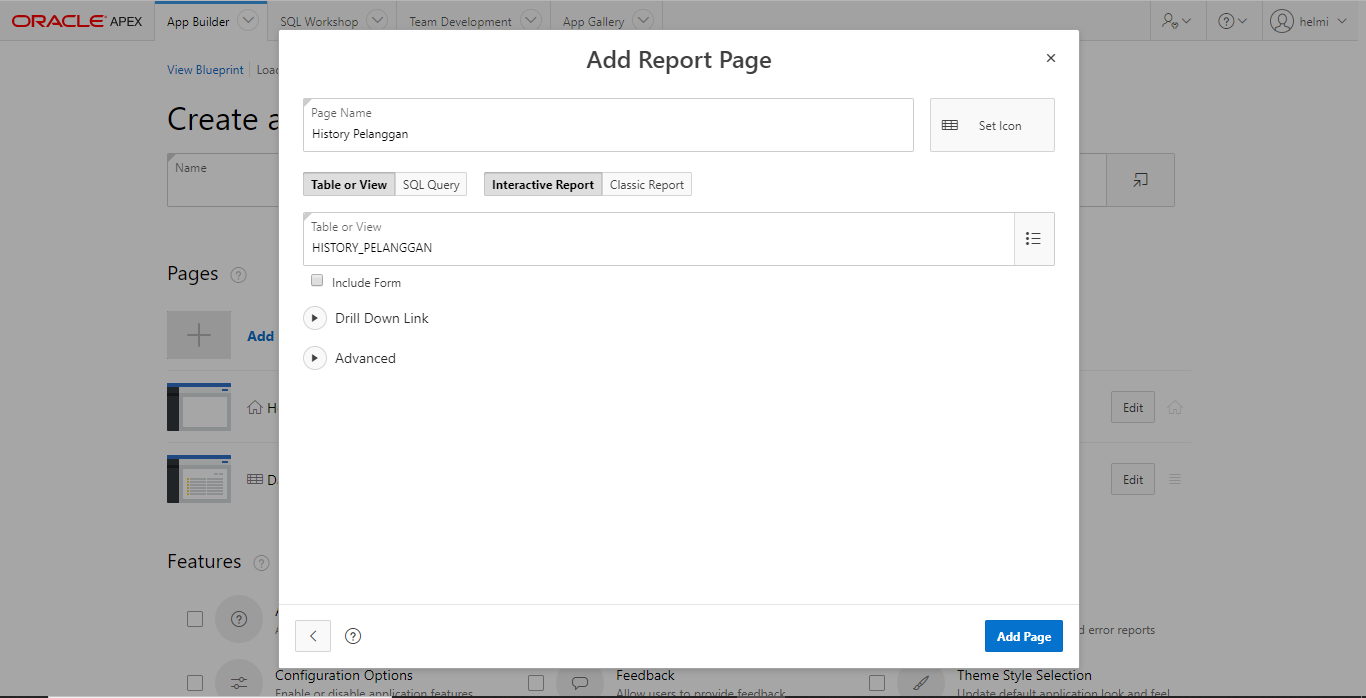 ORACLE APEX App Builder SQL Workshop Team Development App Gallery helmi
View Blueprint
Create a
Name
Add Report Page
Page Name
History Pelanggan
Set Icon
Table or View SQL Query Interactive Report Classic Report
Table or View
HISTORY_PELANGGAN
Include Form
Drill Down Link
Advanced
Pages ?
Add
Edit
Edit
Features ?
d error reports
Add Page
Configuration Options
Enable or disable application features
Feedback
Allow users to provide feedback
Theme Style Selection
Update default application look and feel